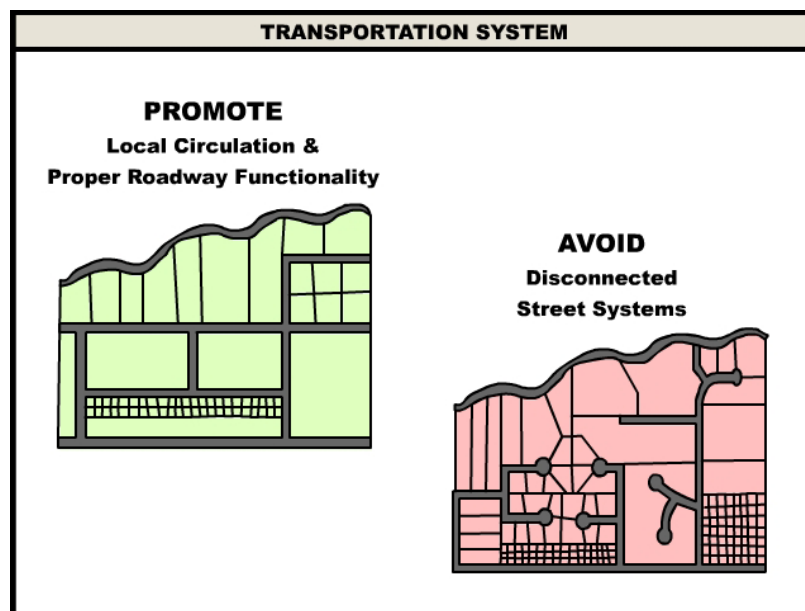 TRANSPORTATION SYSTEM
PROMOTE
Local Circulation &
Proper Roadway Functionality
AVOID
Disconnected
Street Systems